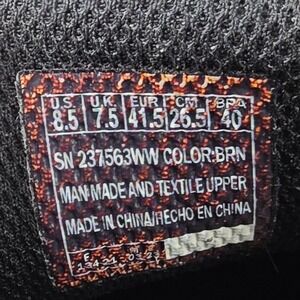 U.S. U.K. EUR CM BRA
8.5 7.5 41.5 26.5 40
SN 237563WW COLOR:BRN
MAN MADE AND TEXTILE UPPER
MADE IN CHINA/HECHO EN CHINA